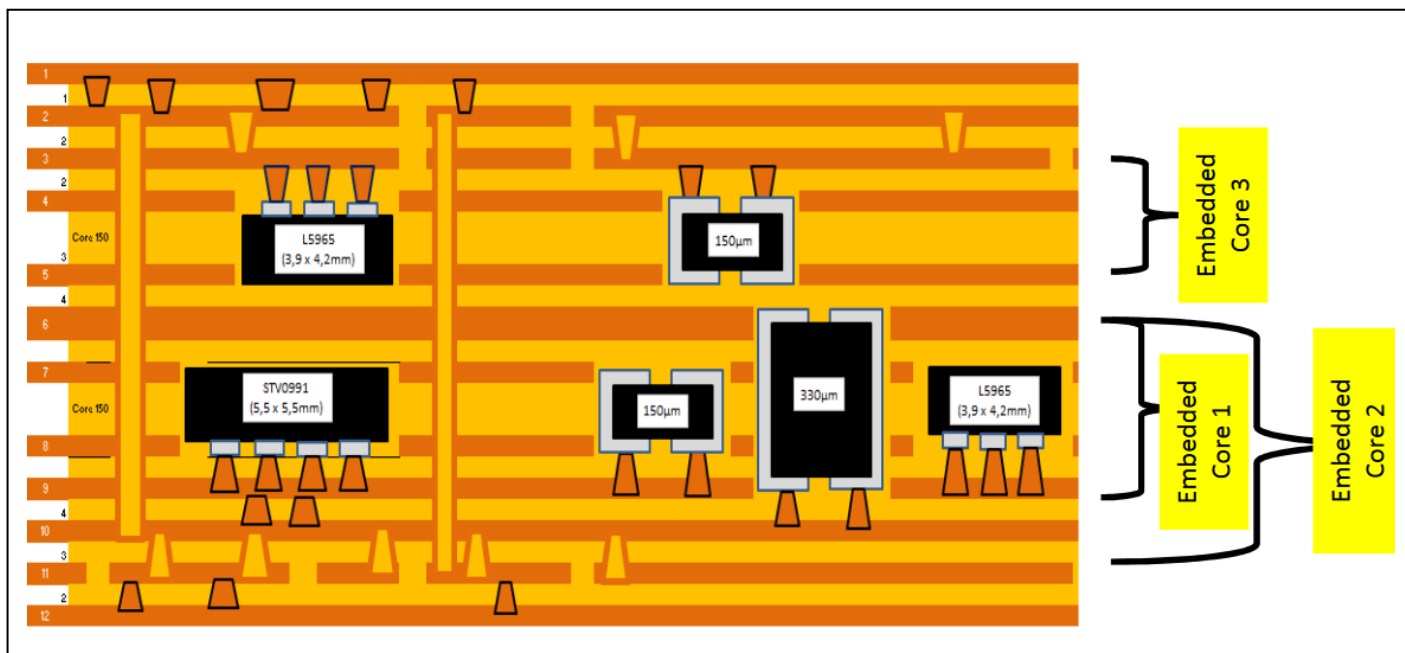 1
1
2
2
3
2
4
Core 150
3
5
4
6
7
Core 150
8
9
4
10
3
11
2
12
L5965
(3,9 x 4,2mm)
150µm
STV0991
(5,5 x 5,5mm)
150µm
330µm
L5965
(3,9 x 4,2mm)
Embedded
Core 3
Embedded
Core 1
Embedded
Core 2